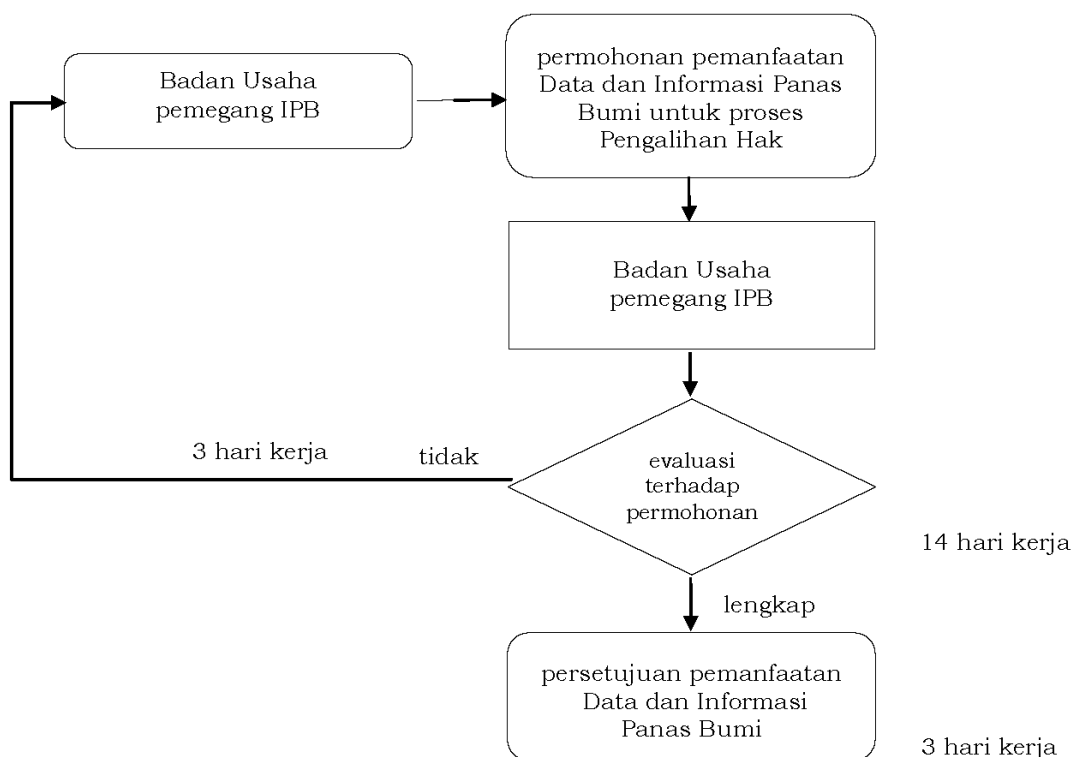 Badan Usaha
pemegang IPB
permohonan pemanfaatan
Data dan Informasi Panas
Bumi untuk proses
Pengalihan Hak
Badan Usaha
pemegang IPB
3 hari kerja
tidak
evaluasi
terhadap
permohonan
14 hari kerja
lengkap
persetujuan pemanfaatan
Data dan Informasi
Panas Bumi
3 hari kerja